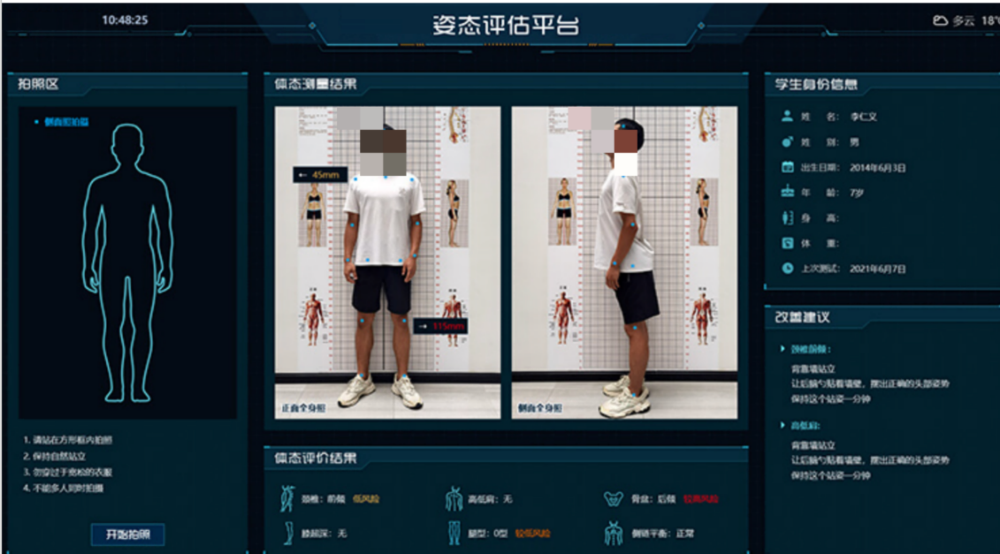 10:48:25
姿态评估平台
多云 18°
拍照区
侧面照拍摄
1. 请站在方形框内拍照
2. 保持自然站立
3. 勿穿过于宽松的衣服
4. 不能多人同时拍摄
开始拍照
体态测量结果
← 45mm
→ 115mm
正面全身照
侧面全身照
体态评价结果
颈椎：前倾 低风险
高低肩：无
骨盆：后倾 较高风险
膝超深：无
腿型：O型 较低风险
侧链平衡：正常
学生身份信息
姓 名：李仁义
姓 别：男
出生日期：2014年6月3日
年 龄：7岁
身 高：
体 重：
上次测试：2021年6月7日
改善建议
颈椎前倾：
背靠墙站立
让后脑勺贴着墙壁，摆出正确的头部姿势
保持这个站姿一分钟
高低肩：
背靠墙站立
让后脑勺贴着墙壁，摆出正确的头部姿势
保持这个站姿一分钟